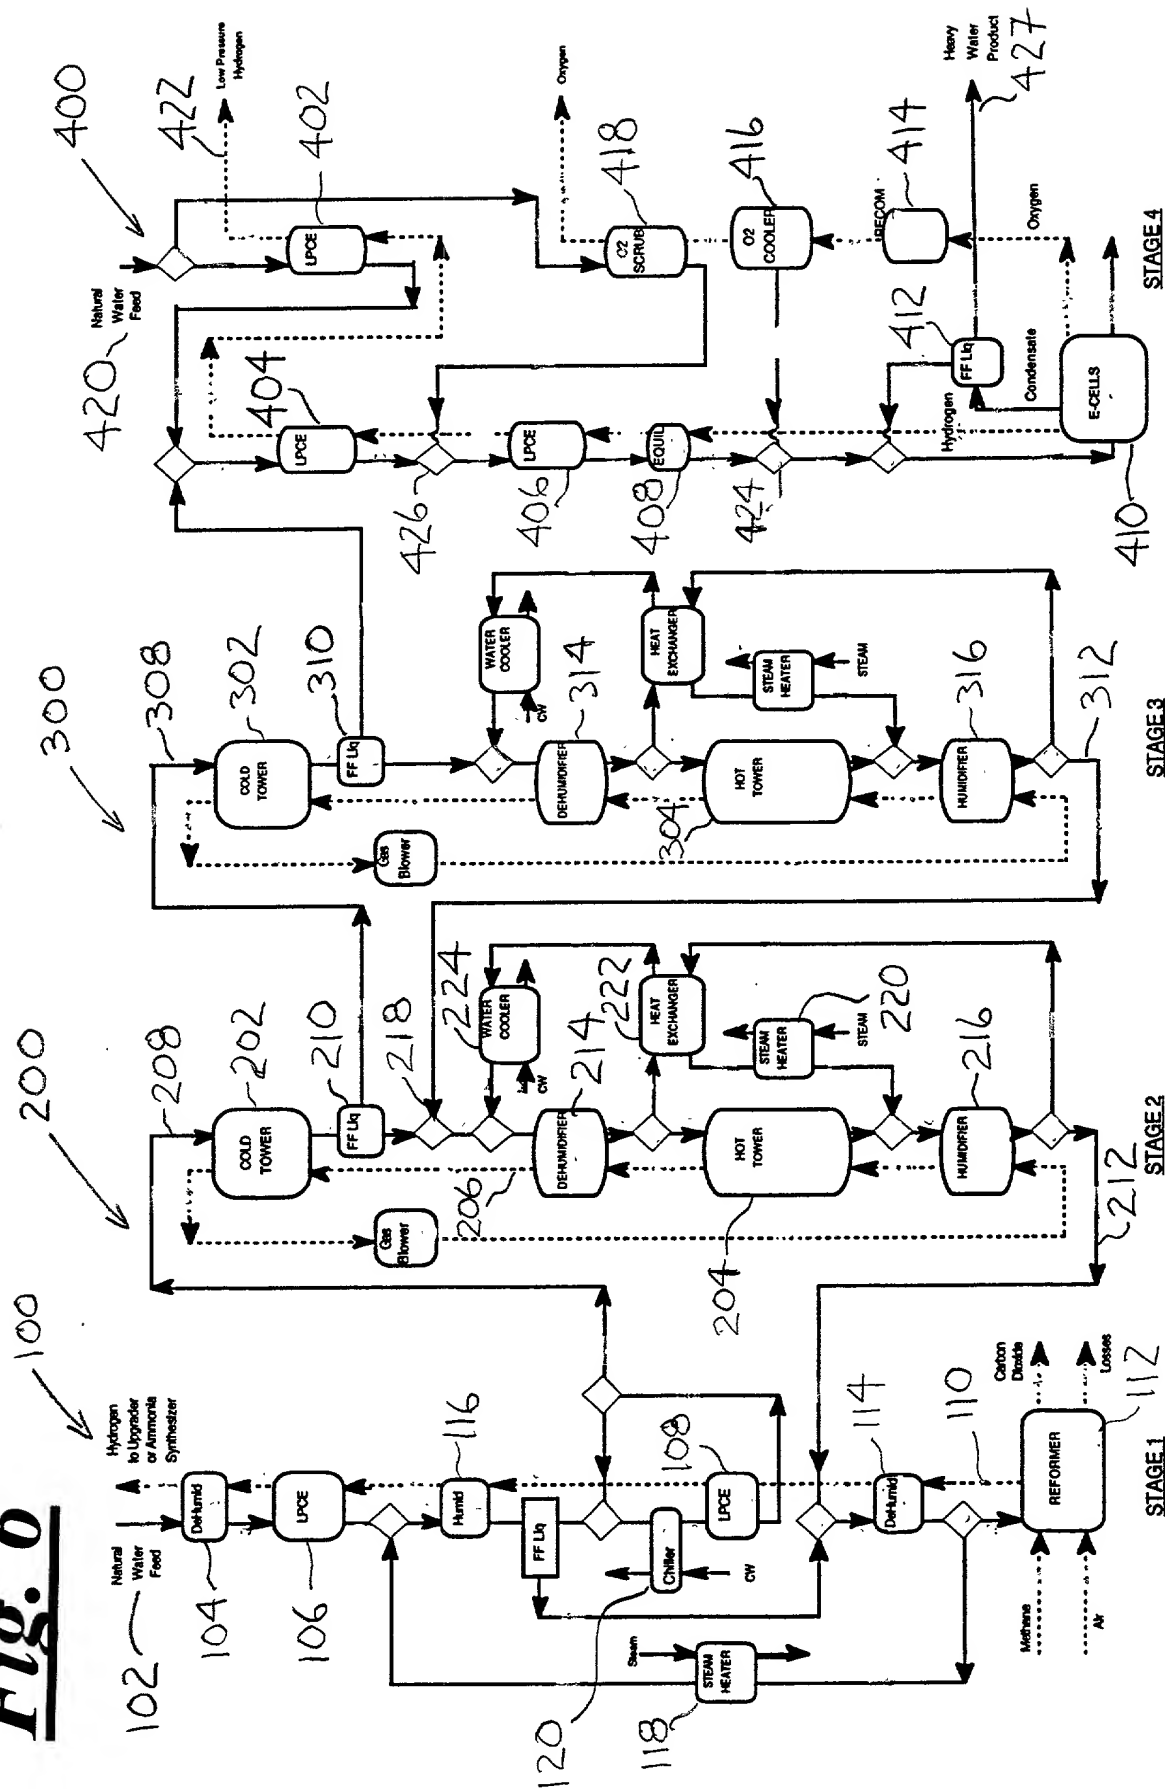 Fig. 6
100
102
Natural
Water
Feed
Hydrogen
to Upgrader
or Ammonia
Synthesizer
104
DeHumid
106
LPCE
116
Humid
FF Liq
120
Chiller
CW
108
LPCE
Steam
118
STEAM
HEATER
114
DeHumid
110
Methane
Air
REFORMER
112
Carbon
Dioxide
Losses
STAGE 1
200
208
COLD
TOWER
202
210
FF Liq
218
Gas
Blower
206
224
WATER
COOLER
CW
DEHUMIDIFIER
214
222
HEAT
EXCHANGER
HOT
TOWER
204
STEAM
HEATER
STEAM
220
HUMIDIFIER
216
212
STAGE 2
300
308
COLD
TOWER
302
310
FF Liq
Gas
Blower
WATER
COOLER
CW
DEHUMIDIFIER
314
HEAT
EXCHANGER
HOT
TOWER
304
STEAM
HEATER
STEAM
HUMIDIFIER
316
312
STAGE 3
400
420
Natural
Water
Feed
422
Low Pressure
Hydrogen
LPCE
402
LPCE
404
426
LPCE
406
EQUIL
408
424
O2
SCRUB
418
Oxygen
O2
COOLER
416
RECOM
414
FF Liq
412
Hydrogen
Condensate
Oxygen
E-CELLS
410
Heavy
Water
Product
427
STAGE 4